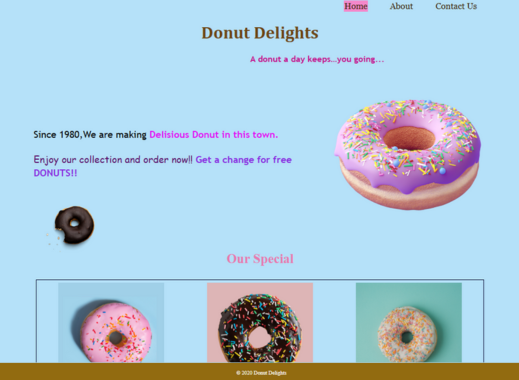 Home About Contact Us
Donut Delights
A donut a day keeps...you going...
Since 1980,We are making Delisious Donut in this town.
Enjoy our collection and order now!! Get a change for free
DONUTS!!
Our Special
© 2020 Donut Delights